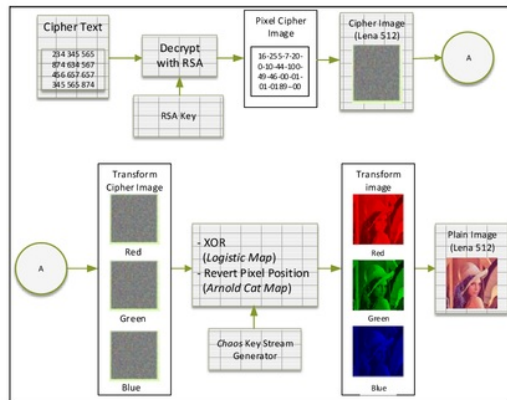 Cipher Text
234 345 565
874 634 567
456 657 657
345 565 874
Decrypt
with RSA
RSA Key
Pixel Cipher
Image
16-255-7-20-
0-10-44-100-
49-46-00-01-
01-0189--00
Cipher Image
(Lena 512)
A
A
Transform
Cipher Image
Red
Green
Blue
- XOR
(Logistic Map)
- Revert Pixel Position
(Arnold Cat Map)
Chaos Key Stream
Generator
Transform
image
Red
Green
Blue
Plain Image
(Lena 512)